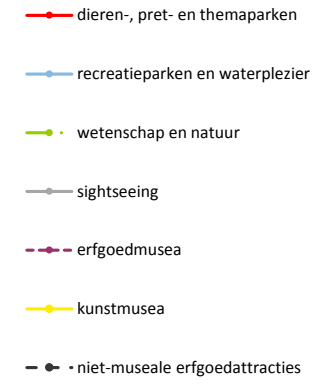 dieren-, pret- en themaparken
recreatieparken en waterplezier
wetenschap en natuur
sightseeing
erfgoedmusea
kunstmusea
niet-museale erfgoedattracties